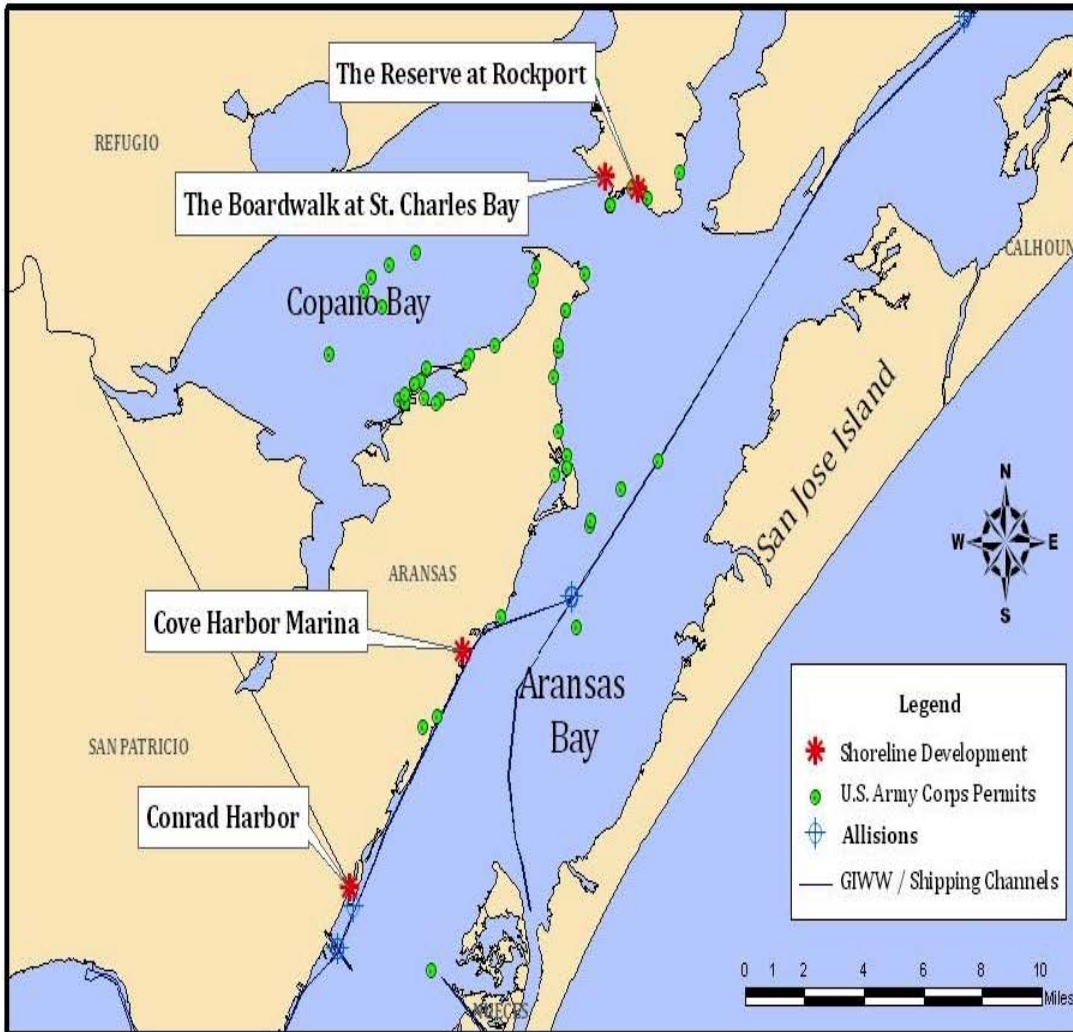 The Reserve at Rockport
REFUGIO
The Boardwalk at St. Charles Bay
CALHOUN
Copano Bay
San Jose Island
N
W
E
S
ARANSAS
Cove Harbor Marina
Aransas
Bay
SAN PATRICIO
Conrad Harbor
Legend
Shoreline Development
U.S. Army Corps Permits
Allisions
GIWW / Shipping Channels
0 1 2 4 6 8 10
Miles
NUECES